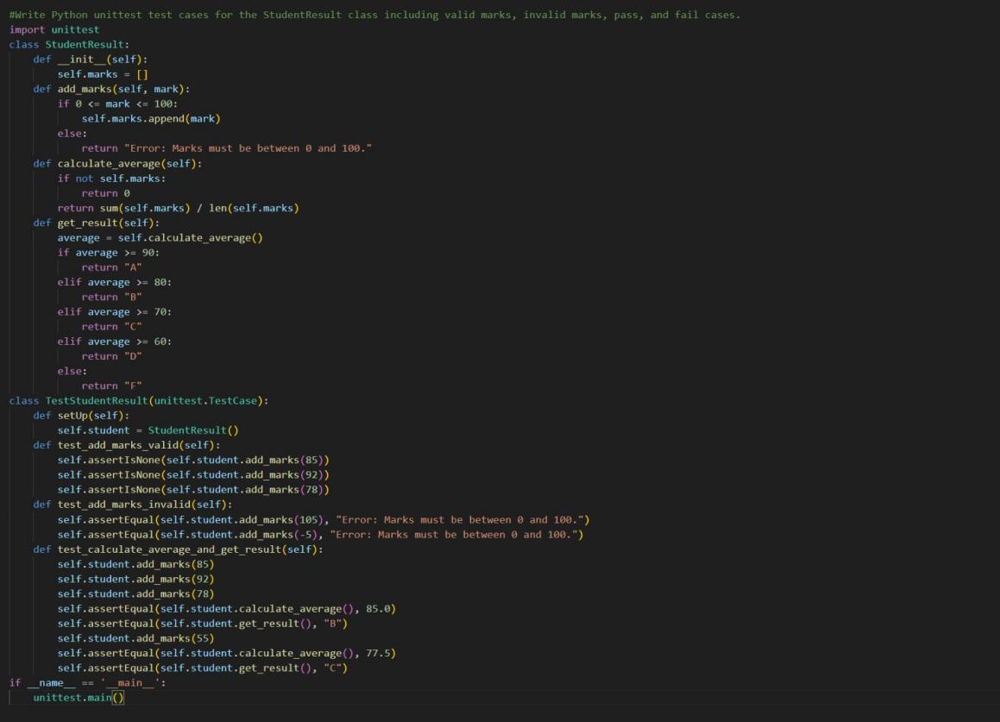 #Write Python unittest test cases for the StudentResult class including valid marks, invalid marks, pass, and fail cases.
import unittest
class StudentResult:
    def __init__(self):
        self.marks = []
    def add_marks(self, mark):
        if 0 <= mark <= 100:
            self.marks.append(mark)
        else:
            return "Error: Marks must be between 0 and 100."
    def calculate_average(self):
        if not self.marks:
            return 0
        return sum(self.marks) / len(self.marks)
    def get_result(self):
        average = self.calculate_average()
        if average >= 90:
            return "A"
        elif average >= 80:
            return "B"
        elif average >= 70:
            return "C"
        elif average >= 60:
            return "D"
        else:
            return "F"
class TestStudentResult(unittest.TestCase):
    def setUp(self):
        self.student = StudentResult()
    def test_add_marks_valid(self):
        self.assertIsNone(self.student.add_marks(85))
        self.assertIsNone(self.student.add_marks(92))
        self.assertIsNone(self.student.add_marks(78))
    def test_add_marks_invalid(self):
        self.assertEqual(self.student.add_marks(105), "Error: Marks must be between 0 and 100.")
        self.assertEqual(self.student.add_marks(-5), "Error: Marks must be between 0 and 100.")
    def test_calculate_average_and_get_result(self):
        self.student.add_marks(85)
        self.student.add_marks(92)
        self.student.add_marks(78)
        self.assertEqual(self.student.calculate_average(), 85.0)
        self.assertEqual(self.student.get_result(), "B")
        self.student.add_marks(55)
        self.assertEqual(self.student.calculate_average(), 77.5)
        self.assertEqual(self.student.get_result(), "C")
if __name__ == '__main__':
    unittest.main()